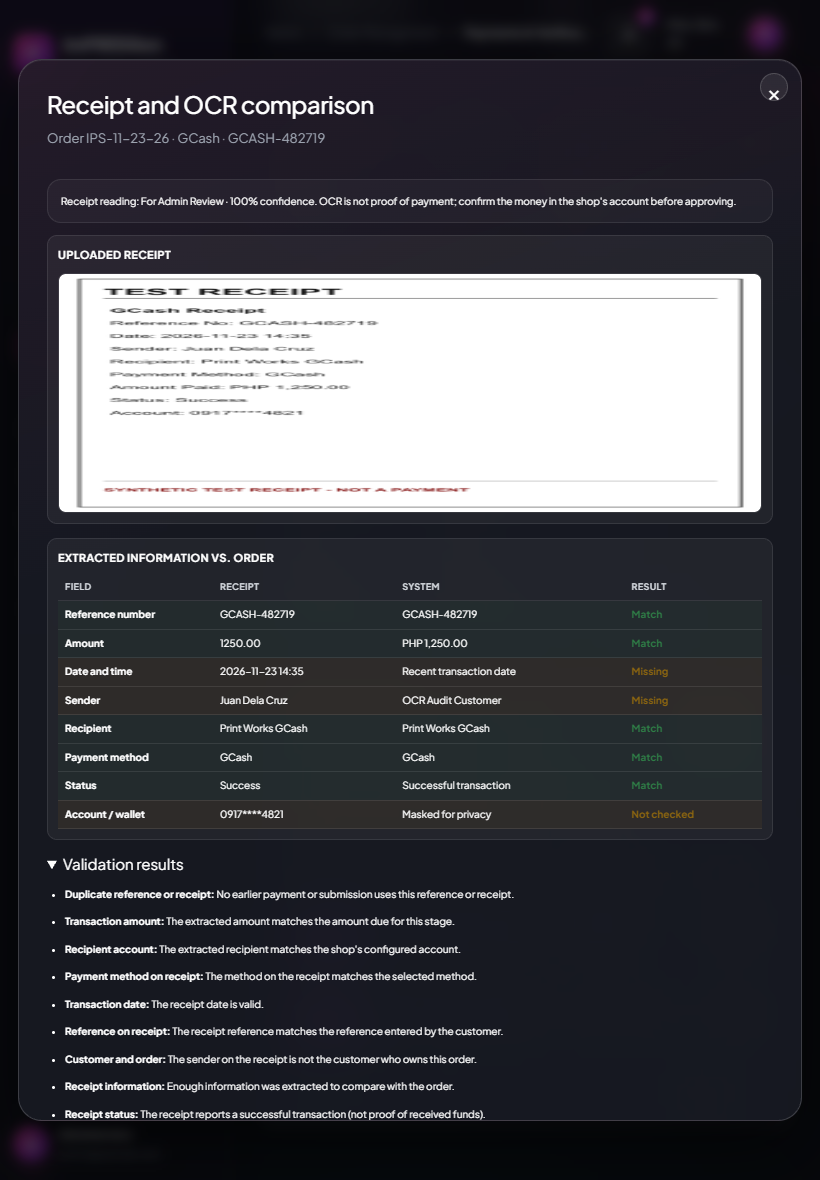 Receipt and OCR comparison
Order IPS-11-23-26 · GCash · GCASH-482719
Receipt reading: For Admin Review · 100% confidence. OCR is not proof of payment; confirm the money in the shop's account before approving.
UPLOADED RECEIPT
TEST RECEIPT
GCash Receipt
Reference No: GCASH-482719
Date: 2026-11-23 14:35
Sender: Juan Dela Cruz
Recipient: Print Works GCash
Payment Method: GCash
Amount Paid: PHP 1,250.00
Status: Success
Account: 0917****4821
SYNTHETIC TEST RECEIPT - NOT A PAYMENT
EXTRACTED INFORMATION VS. ORDER
FIELD RECEIPT SYSTEM RESULT
Reference number GCASH-482719 GCASH-482719 Match
Amount 1250.00 PHP 1,250.00 Match
Date and time 2026-11-23 14:35 Recent transaction date Missing
Sender Juan Dela Cruz OCR Audit Customer Missing
Recipient Print Works GCash Print Works GCash Match
Payment method GCash GCash Match
Status Success Successful transaction Match
Account / wallet 0917****4821 Masked for privacy Not checked
▼ Validation results
• Duplicate reference or receipt: No earlier payment or submission uses this reference or receipt.
• Transaction amount: The extracted amount matches the amount due for this stage.
• Recipient account: The extracted recipient matches the shop's configured account.
• Payment method on receipt: The method on the receipt matches the selected method.
• Transaction date: The receipt date is valid.
• Reference on receipt: The receipt reference matches the reference entered by the customer.
• Customer and order: The sender on the receipt is not the customer who owns this order.
• Receipt information: Enough information was extracted to compare with the order.
• Receipt status: The receipt reports a successful transaction (not proof of received funds).